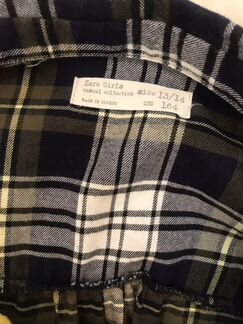 Zara Girls
casual collection
size 13/14
MADE IN TURKEY
CM 164